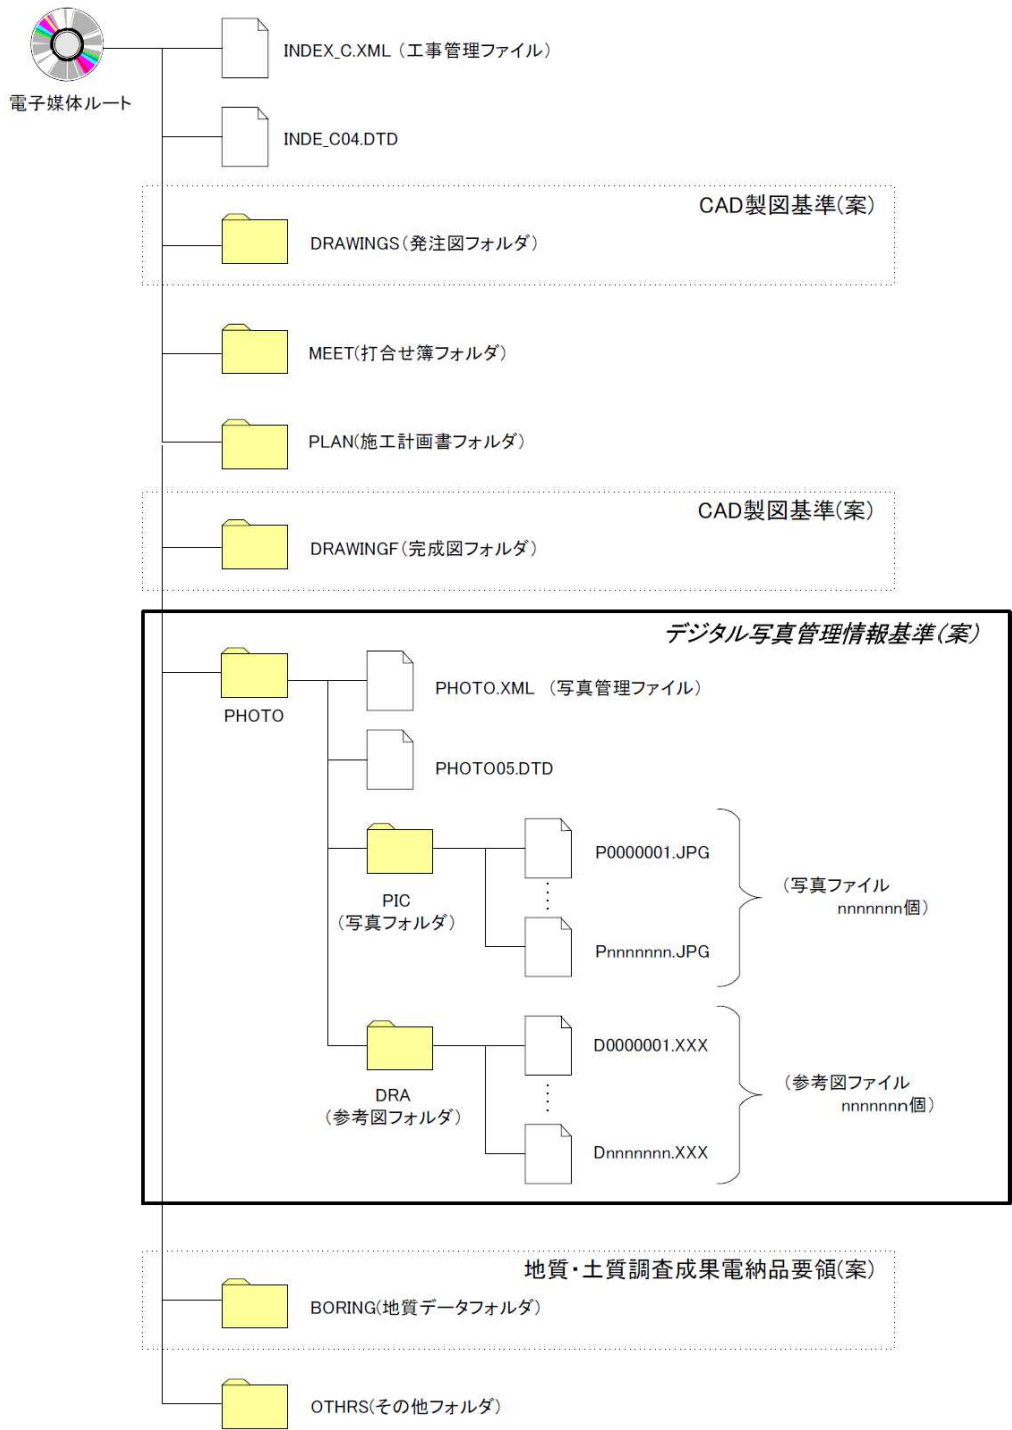 電子媒体ルート
INDEX_C.XML（工事管理ファイル）
INDE_C04.DTD
CAD製図基準(案)
DRAWINGS(発注図フォルダ)
MEET(打合せ簿フォルダ)
PLAN(施工計画書フォルダ)
CAD製図基準(案)
DRAWINGF(完成図フォルダ)
デジタル写真管理情報基準(案)
PHOTO
PHOTO.XML （写真管理ファイル）
PHOTO05.DTD
PIC
(写真フォルダ)
P0000001.JPG
Pnnnnnnn.JPG
(写真ファイル
nnnnnnn個)
DRA
(参考図フォルダ)
D0000001.XXX
Dnnnnnnn.XXX
(参考図ファイル
nnnnnnn個)
地質・土質調査成果電納品要領(案)
BORING(地質データフォルダ)
OTHRS(その他フォルダ)